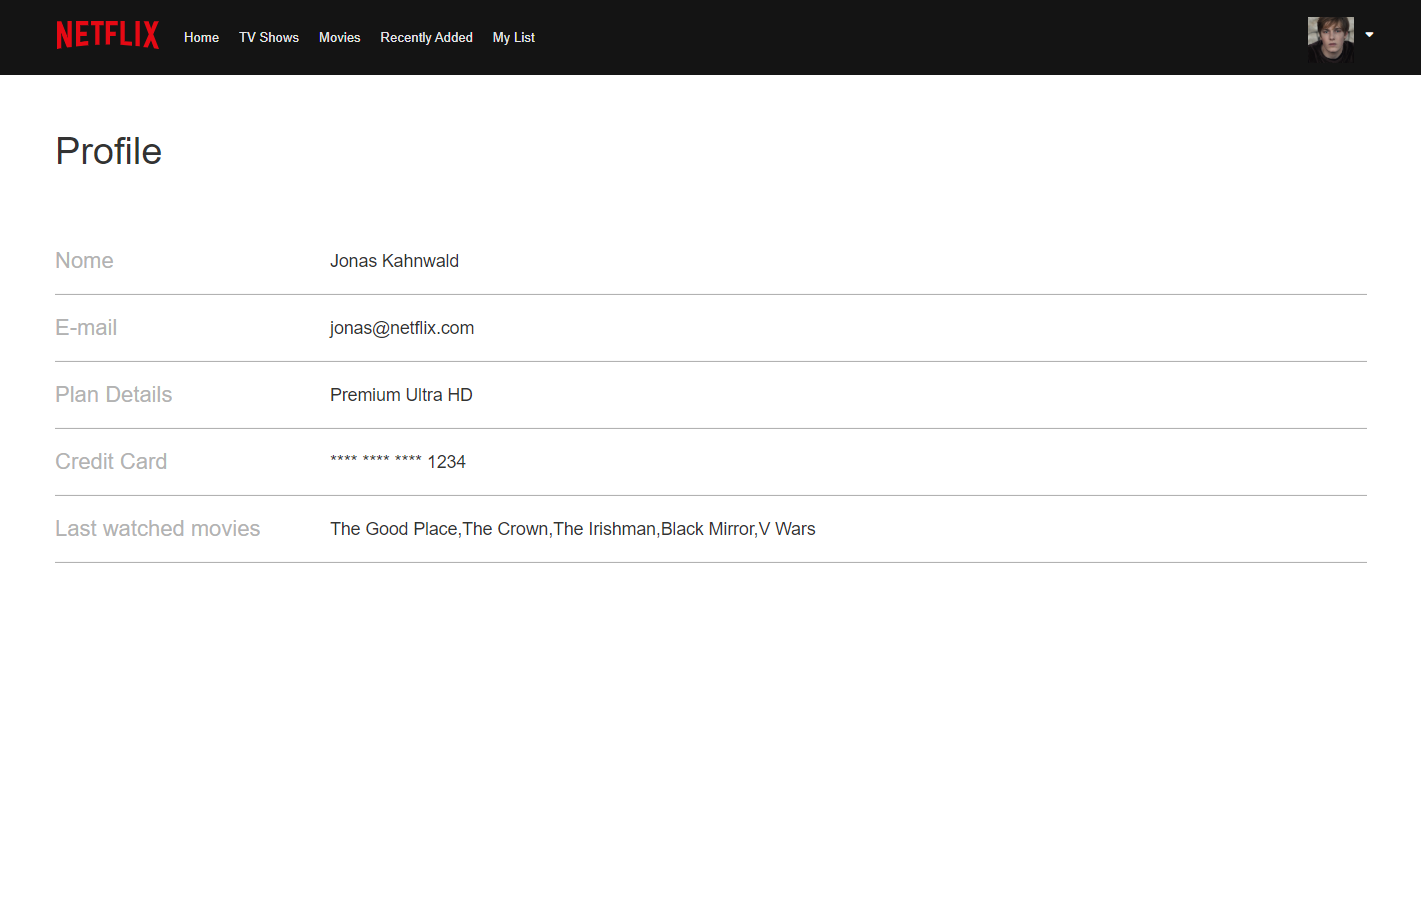 NETFLIX Home TV Shows Movies Recently Added My List
Profile
Nome Jonas Kahnwald
E-mail jonas@netflix.com
Plan Details Premium Ultra HD
Credit Card **** **** **** 1234
Last watched movies The Good Place,The Crown,The Irishman,Black Mirror,V Wars